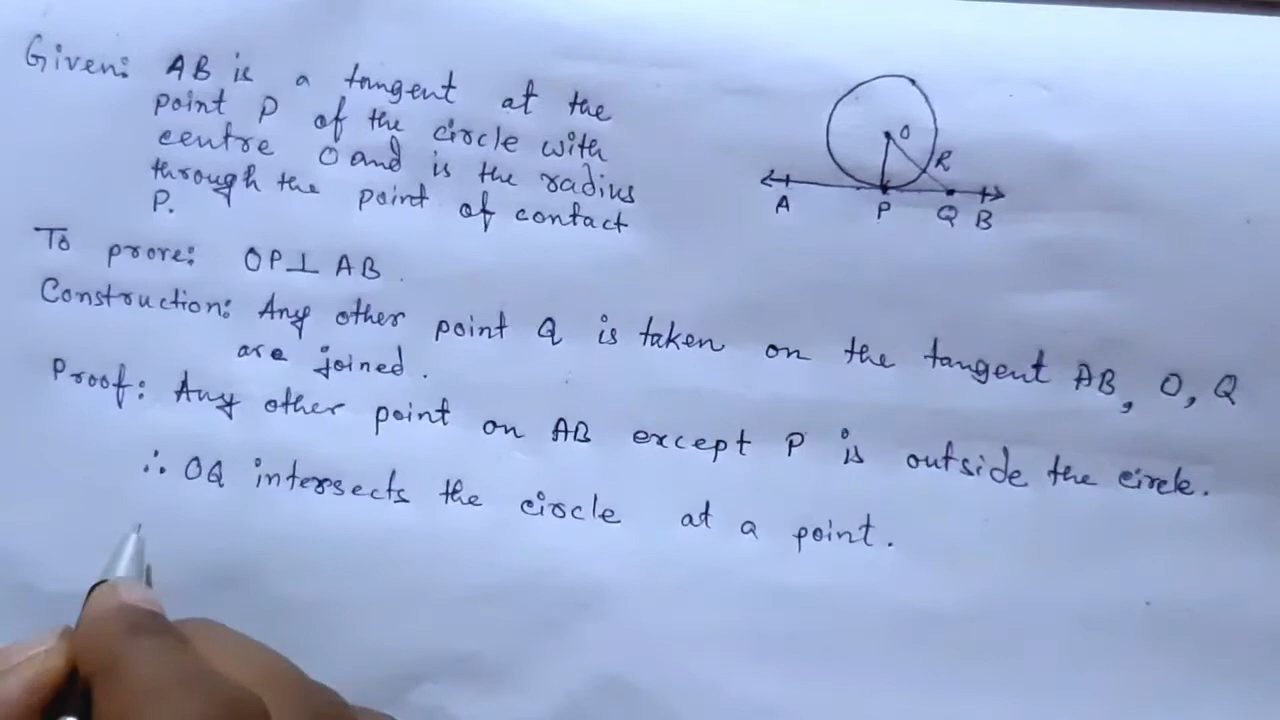 Given: AB is a tangent at the
point P of the circle with
centre O and is the radius
through the point of contact
P.
To prove: OP⊥AB.
Construction: Any other point Q is taken on the tangent AB, O, Q
are joined.
Proof: Any other point on AB except P is outside the circle.
∴ OQ intersects the circle at a point.
O
R
A
P
Q
B